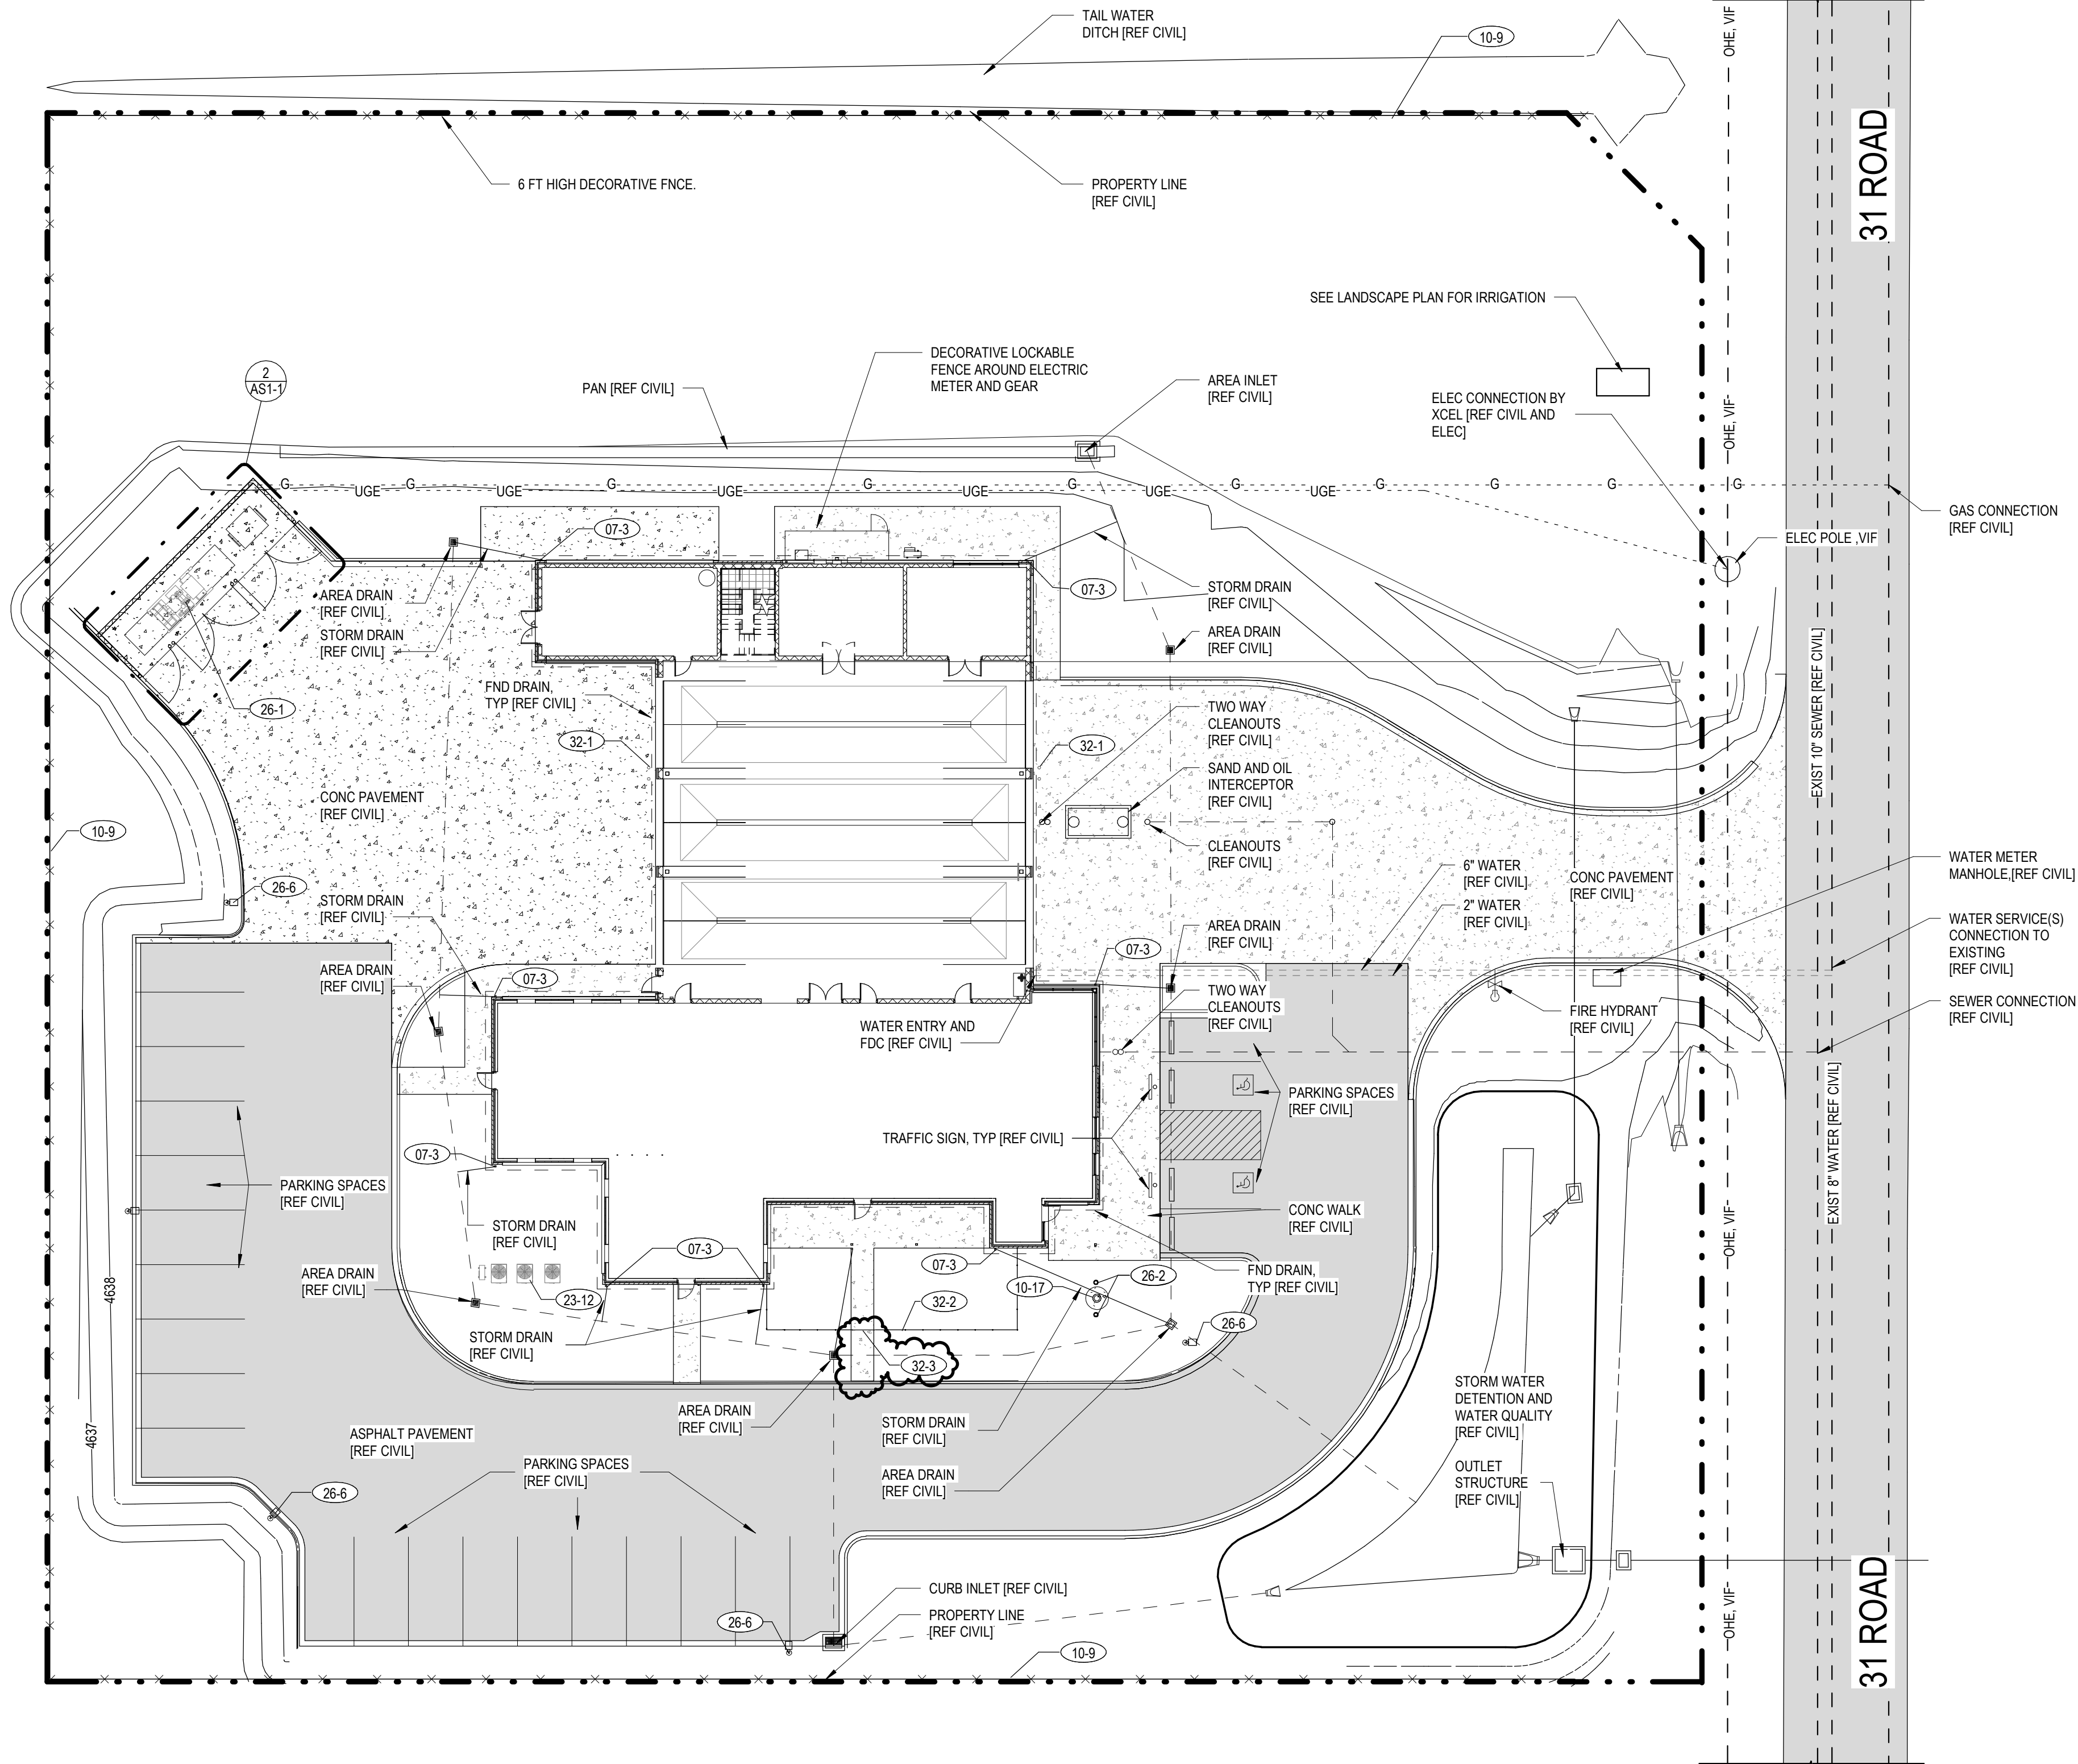 TAIL WATER
DITCH [REF CIVIL]
10-9
OHE, VIF
31 ROAD
6 FT HIGH DECORATIVE FNCE.
PROPERTY LINE
[REF CIVIL]
SEE LANDSCAPE PLAN FOR IRRIGATION
2
AS1-1
PAN [REF CIVIL]
DECORATIVE LOCKABLE
FENCE AROUND ELECTRIC
METER AND GEAR
AREA INLET
[REF CIVIL]
ELEC CONNECTION BY
XCEL [REF CIVIL AND
ELEC]
OHE, VIF
G G G G G G G G G G
UGE UGE UGE UGE UGE UGE
GAS CONNECTION
[REF CIVIL]
ELEC POLE ,VIF
07-3
07-3
AREA DRAIN
[REF CIVIL]
STORM DRAIN
[REF CIVIL]
STORM DRAIN
[REF CIVIL]
AREA DRAIN
[REF CIVIL]
26-1
FND DRAIN,
TYP [REF CIVIL]
32-1
32-1
TWO WAY
CLEANOUTS
[REF CIVIL]
SAND AND OIL
INTERCEPTOR
[REF CIVIL]
CLEANOUTS
[REF CIVIL]
EXIST 10" SEWER [REF CIVIL]
CONC PAVEMENT
[REF CIVIL]
10-9
26-6
STORM DRAIN
[REF CIVIL]
6" WATER
[REF CIVIL]
2" WATER
[REF CIVIL]
CONC PAVEMENT
[REF CIVIL]
WATER METER
MANHOLE,[REF CIVIL]
WATER SERVICE(S)
CONNECTION TO
EXISTING
[REF CIVIL]
SEWER CONNECTION
[REF CIVIL]
AREA DRAIN
[REF CIVIL]
07-3
AREA DRAIN
[REF CIVIL]
07-3
TWO WAY
CLEANOUTS
[REF CIVIL]
WATER ENTRY AND
FDC [REF CIVIL]
FIRE HYDRANT
[REF CIVIL]
EXIST 8" WATER [REF CIVIL]
PARKING SPACES
[REF CIVIL]
TRAFFIC SIGN, TYP [REF CIVIL]
07-3
PARKING SPACES
[REF CIVIL]
STORM DRAIN
[REF CIVIL]
CONC WALK
[REF CIVIL]
OHE, VIF
07-3
07-3
AREA DRAIN
[REF CIVIL]
23-12
32-2
10-17
26-2
FND DRAIN,
TYP [REF CIVIL]
26-6
4638
STORM DRAIN
[REF CIVIL]
32-3
4637
AREA DRAIN
[REF CIVIL]
STORM DRAIN
[REF CIVIL]
STORM WATER
DETENTION AND
WATER QUALITY
[REF CIVIL]
ASPHALT PAVEMENT
[REF CIVIL]
PARKING SPACES
[REF CIVIL]
AREA DRAIN
[REF CIVIL]
OUTLET
STRUCTURE
[REF CIVIL]
26-6
CURB INLET [REF CIVIL]
PROPERTY LINE
[REF CIVIL]
26-6
10-9
OHE, VIF
31 ROAD